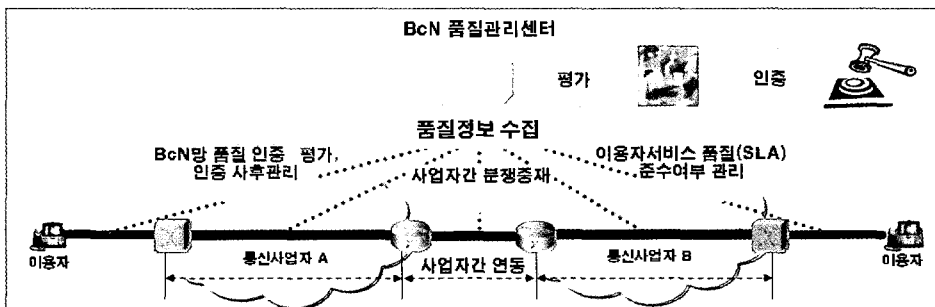 BcN 품질관리센터
평가
인증
품질정보 수집
BcN망 품질 인증 평가,
인증 사후관리
사업자간 분쟁중재
이용자서비스 품질(SLA)
준수여부 관리
이용자
통신사업자 A
사업자간 연동
통신사업자 B
이용자